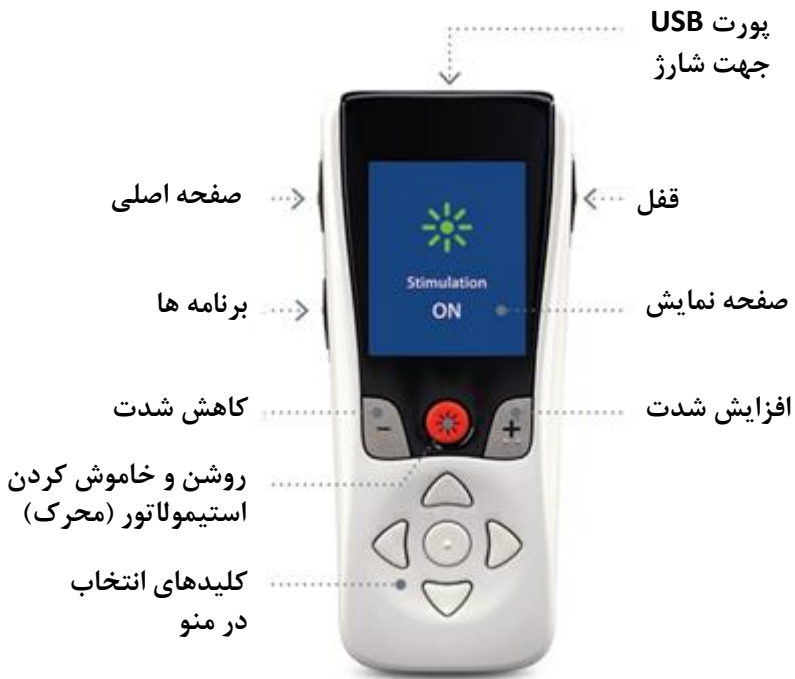 پورت USB
جهت شارژ
صفحه اصلی
قفل
Stimulation
ON
برنامه ها
صفحه نمایش
کاهش شدت
-
+
افزایش شدت
روشن و خاموش کردن
استیمولاتور (محرک)
کلیدهای انتخاب
در منو